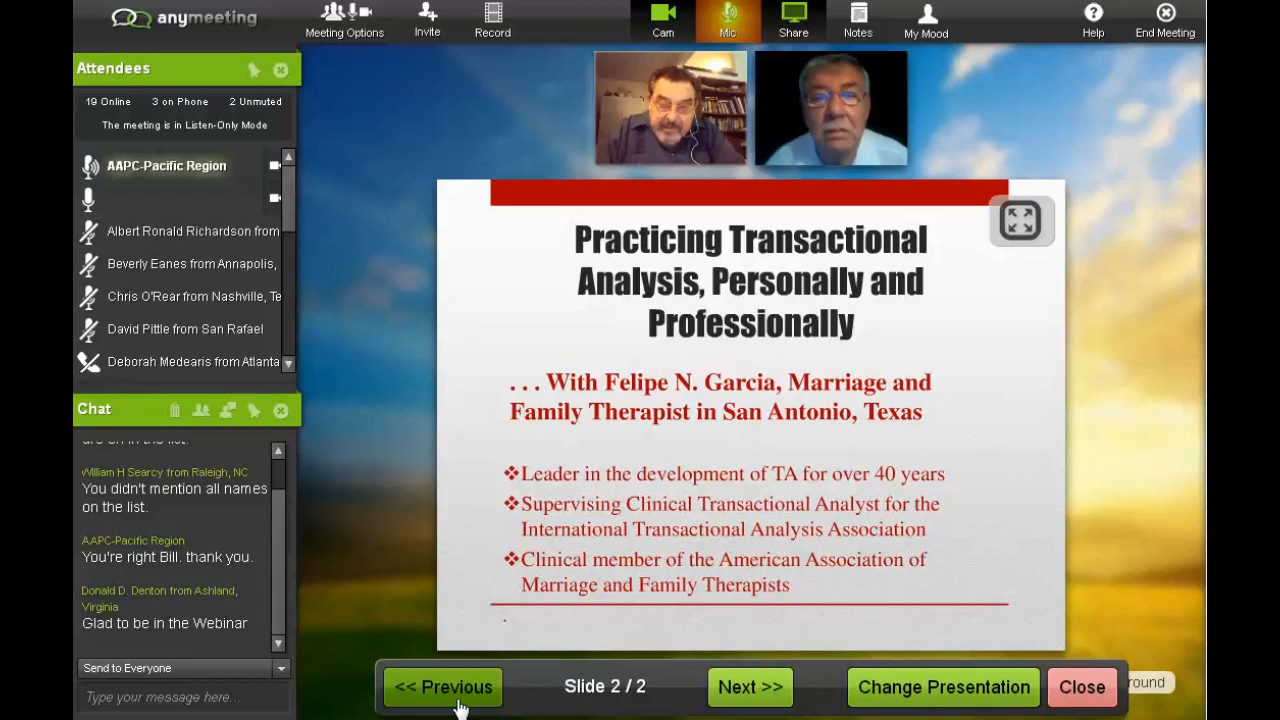 anymeeting
Meeting Options
Invite
Record
Cam
Mic
Share
Notes
My Mood
Help
End Meeting
Attendees
19 Online 3 on Phone 2 Unmuted
The meeting is in Listen-Only Mode
AAPC-Pacific Region
Albert Ronald Richardson from
Beverly Eanes from Annapolis,
Chris O'Rear from Nashville, Te
David Pittle from San Rafael
Deborah Medearis from Atlanta
Chat
William H Searcy from Raleigh, NC
You didn't mention all names
on the list.
AAPC-Pacific Region
You're right Bill. thank you.
Donald D. Denton from Ashland,
Virginia
Glad to be in the Webinar
Send to Everyone
Type your message here...
Practicing Transactional
Analysis, Personally and
Professionally
. . . With Felipe N. Garcia, Marriage and
Family Therapist in San Antonio, Texas
❖Leader in the development of TA for over 40 years
❖Supervising Clinical Transactional Analyst for the
International Transactional Analysis Association
❖Clinical member of the American Association of
Marriage and Family Therapists
.
<< Previous
Slide 2 / 2
Next >>
Change Presentation
Close
round